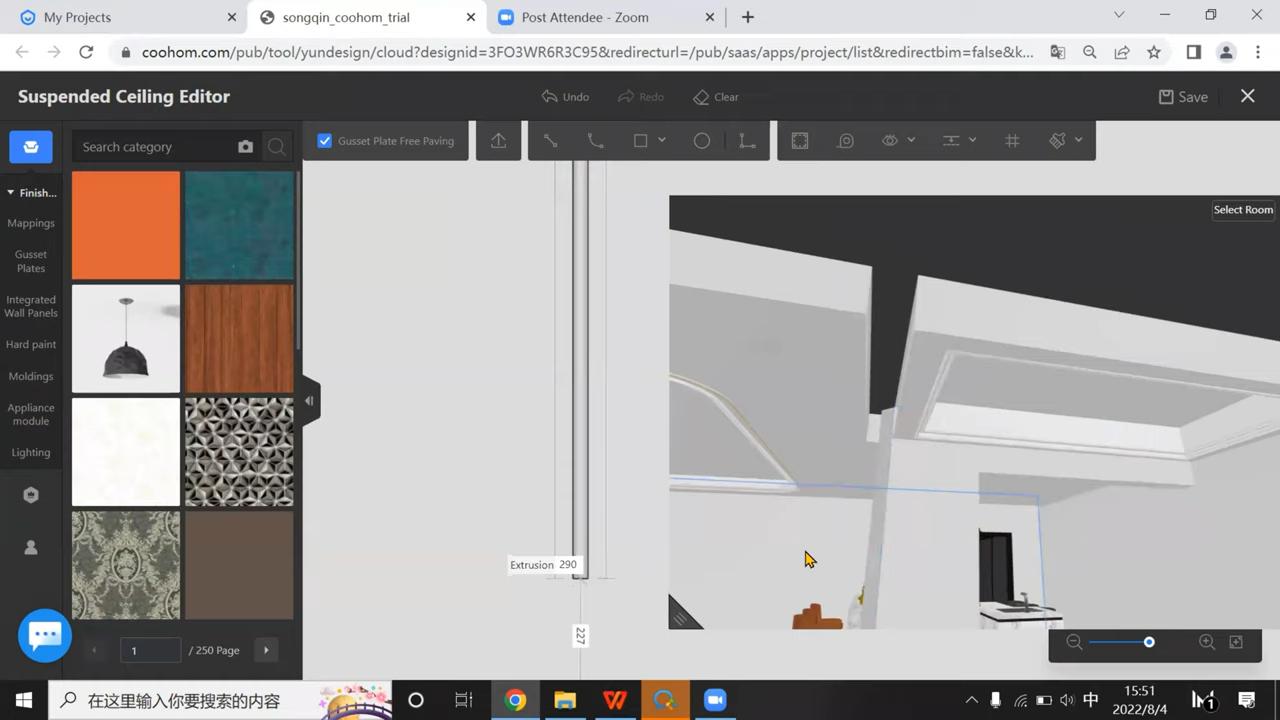 My Projects
songqin_coohom_trial
Post Attendee - Zoom
coohom.com/pub/tool/yundesign/cloud?designid=3FO3WR6R3C95&redirecturl=/pub/saas/apps/project/list&redirectbim=false&k...
Suspended Ceiling Editor
Undo
Redo
Clear
Save
Search category
Gusset Plate Free Paving
Select Room
Finish...
Mappings
Gusset
Plates
Integrated
Wall Panels
Hard paint
Moldings
Appliance
module
Lighting
Extrusion 290
227
1
/ 250 Page
在这里输入你要搜索的内容
中
15:51
2022/8/4
1